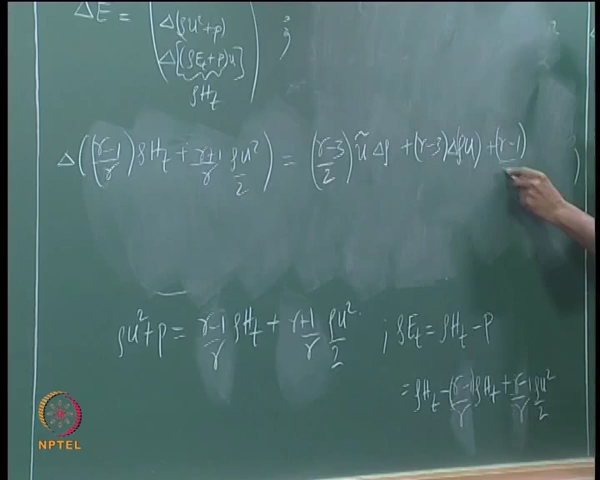 ΔE = ( Δ(ρu²+p) ) ;
Δ[(ρE_t+p)u]
ρH_t
Δ((γ-1/γ)ρH_t + γ+1/γ ρu²/2) = (γ-3/2) ũ Δρ + (γ-3)Δ(ρu) + (γ-1) )
ρu²+p = γ-1/γ ρH_t + γ+1/γ ρu²/2 ; ρE_t = ρH_t - p
= ρH_t - (γ-1)/γ ρH_t + γ-1/γ ρu²/2
NPTEL